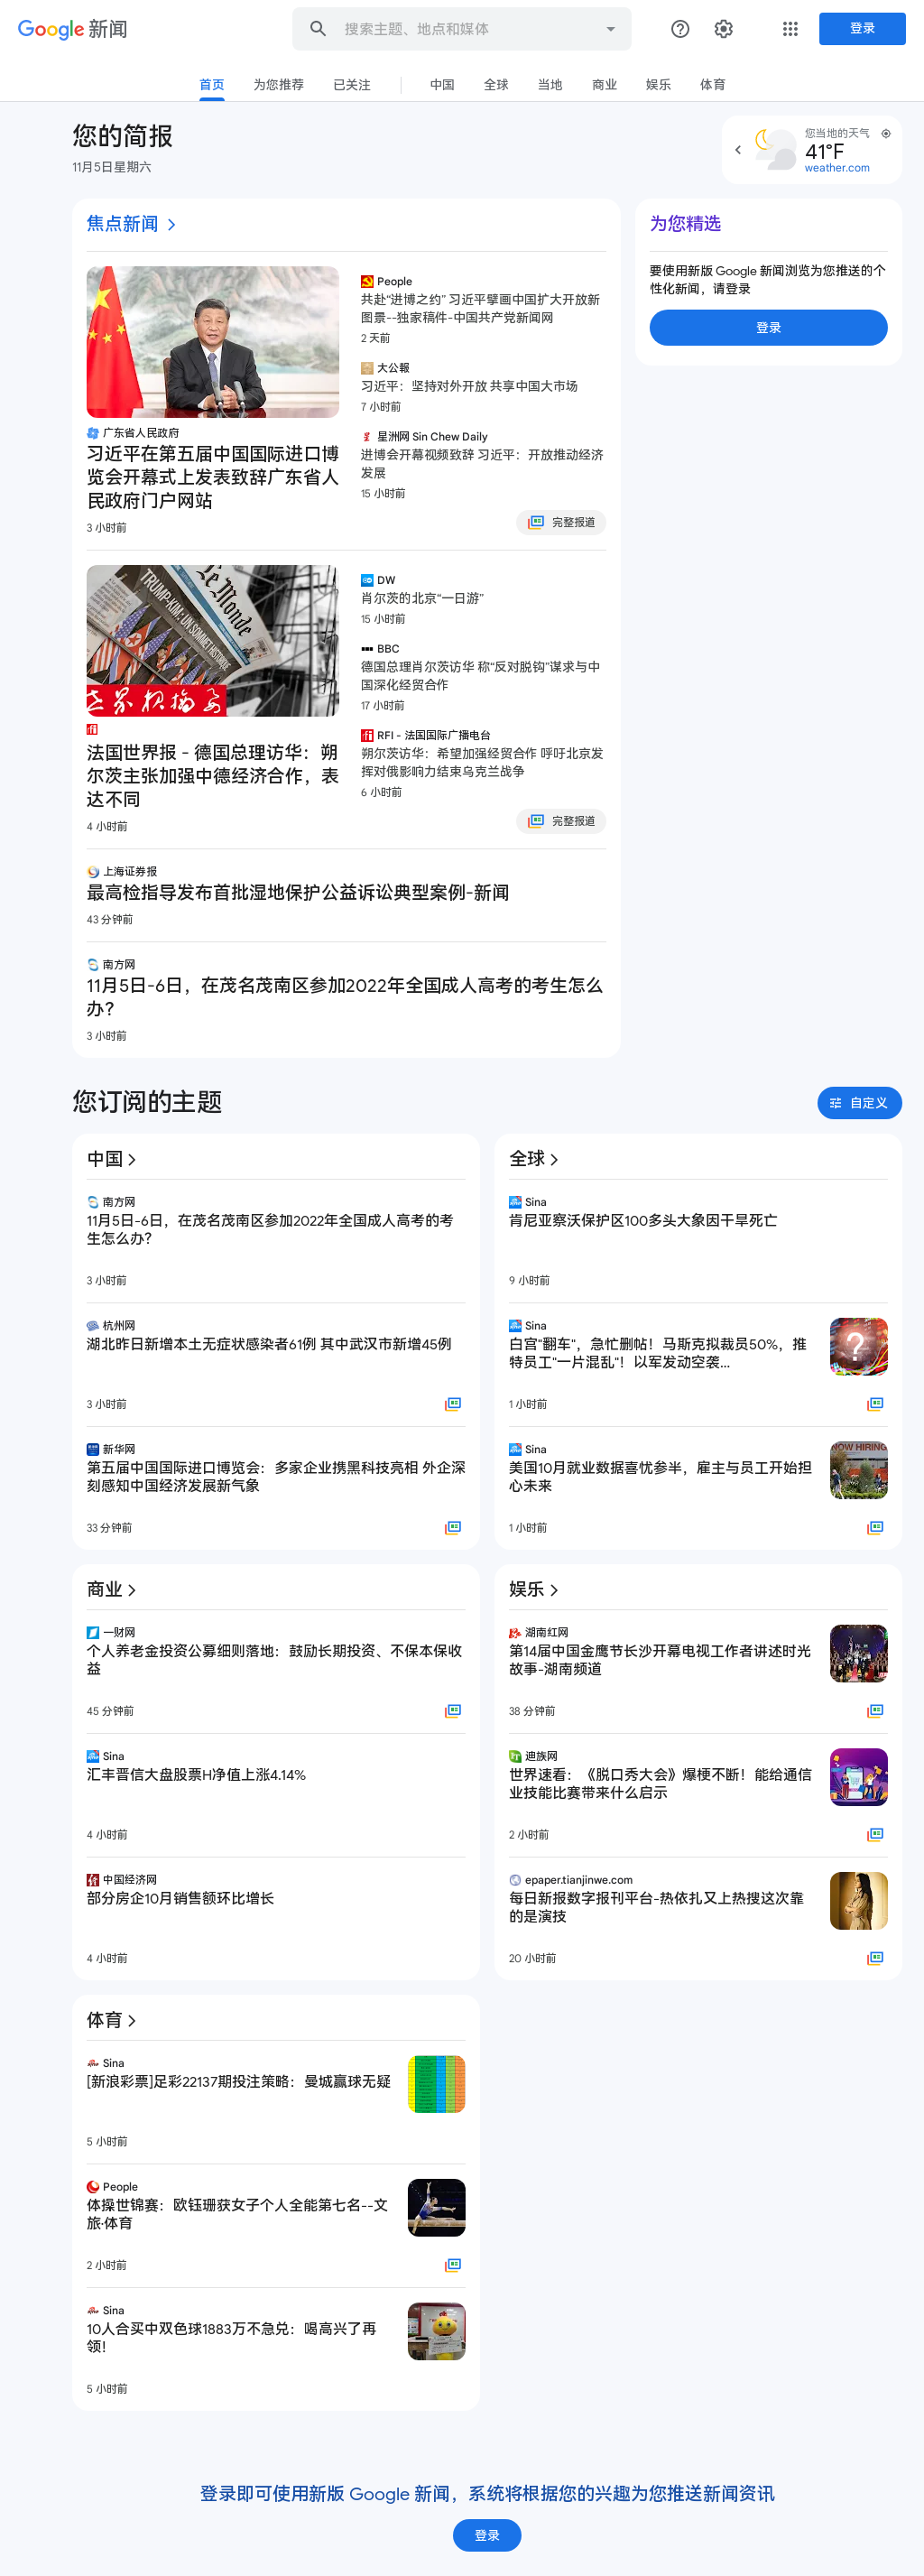 Google 新闻
搜索主题、地点和媒体
登录
首页
为您推荐
已关注
中国
全球
当地
商业
娱乐
体育
您的简报
11月5日星期六
您当地的天气
41°F
weather.com
焦点新闻
广东省人民政府
习近平在第五届中国国际进口博
览会开幕式上发表致辞广东省人
民政府门户网站
3 小时前
People
共赴“进博之约” 习近平擘画中国扩大开放新
图景--独家稿件-中国共产党新闻网
2 天前
大公報
习近平：坚持对外开放 共享中国大市场
7 小时前
星洲网 Sin Chew Daily
进博会开幕视频致辞 习近平：开放推动经济
发展
15 小时前
完整报道
为您精选
要使用新版 Google 新闻浏览为您推送的个
性化新闻，请登录
登录
Le Monde
TRUMP-KIM: UN SOMMET HISTORIQUE
世界报摘要
法国世界报 - 德国总理访华：朔
尔茨主张加强中德经济合作，表
达不同
4 小时前
DW
肖尔茨的北京“一日游”
15 小时前
BBC
德国总理肖尔茨访华 称“反对脱钩”谋求与中
国深化经贸合作
17 小时前
RFI - 法国国际广播电台
朔尔茨访华：希望加强经贸合作 呼吁北京发
挥对俄影响力结束乌克兰战争
6 小时前
完整报道
上海证券报
最高检指导发布首批湿地保护公益诉讼典型案例-新闻
43 分钟前
南方网
11月5日-6日，在茂名茂南区参加2022年全国成人高考的考生怎么
办？
3 小时前
您订阅的主题
自定义
中国
南方网
11月5日-6日，在茂名茂南区参加2022年全国成人高考的考
生怎么办？
3 小时前
杭州网
湖北昨日新增本土无症状感染者61例 其中武汉市新增45例
3 小时前
新华网
第五届中国国际进口博览会：多家企业携黑科技亮相 外企深
刻感知中国经济发展新气象
33 分钟前
全球
Sina
肯尼亚察沃保护区100多头大象因干旱死亡
9 小时前
Sina
白宫"翻车"，急忙删帖！马斯克拟裁员50%，推
特员工"一片混乱"！以军发动空袭...
1 小时前
Sina
美国10月就业数据喜忧参半，雇主与员工开始担
心未来
1 小时前
NOW HIRING
商业
一财网
个人养老金投资公募细则落地：鼓励长期投资、不保本保收
益
45 分钟前
Sina
汇丰晋信大盘股票H净值上涨4.14%
4 小时前
中国经济网
部分房企10月销售额环比增长
4 小时前
娱乐
湖南红网
第14届中国金鹰节长沙开幕电视工作者讲述时光
故事-湖南频道
38 分钟前
迪族网
世界速看：《脱口秀大会》爆梗不断！能给通信
业技能比赛带来什么启示
2 小时前
epaper.tianjinwe.com
每日新报数字报刊平台-热依扎又上热搜这次靠
的是演技
20 小时前
体育
Sina
[新浪彩票]足彩22137期投注策略：曼城赢球无疑
5 小时前
People
体操世锦赛：欧钰珊获女子个人全能第七名--文
旅·体育
2 小时前
Sina
10人合买中双色球1883万不急兑：喝高兴了再
领！
5 小时前
登录即可使用新版 Google 新闻，系统将根据您的兴趣为您推送新闻资讯
登录